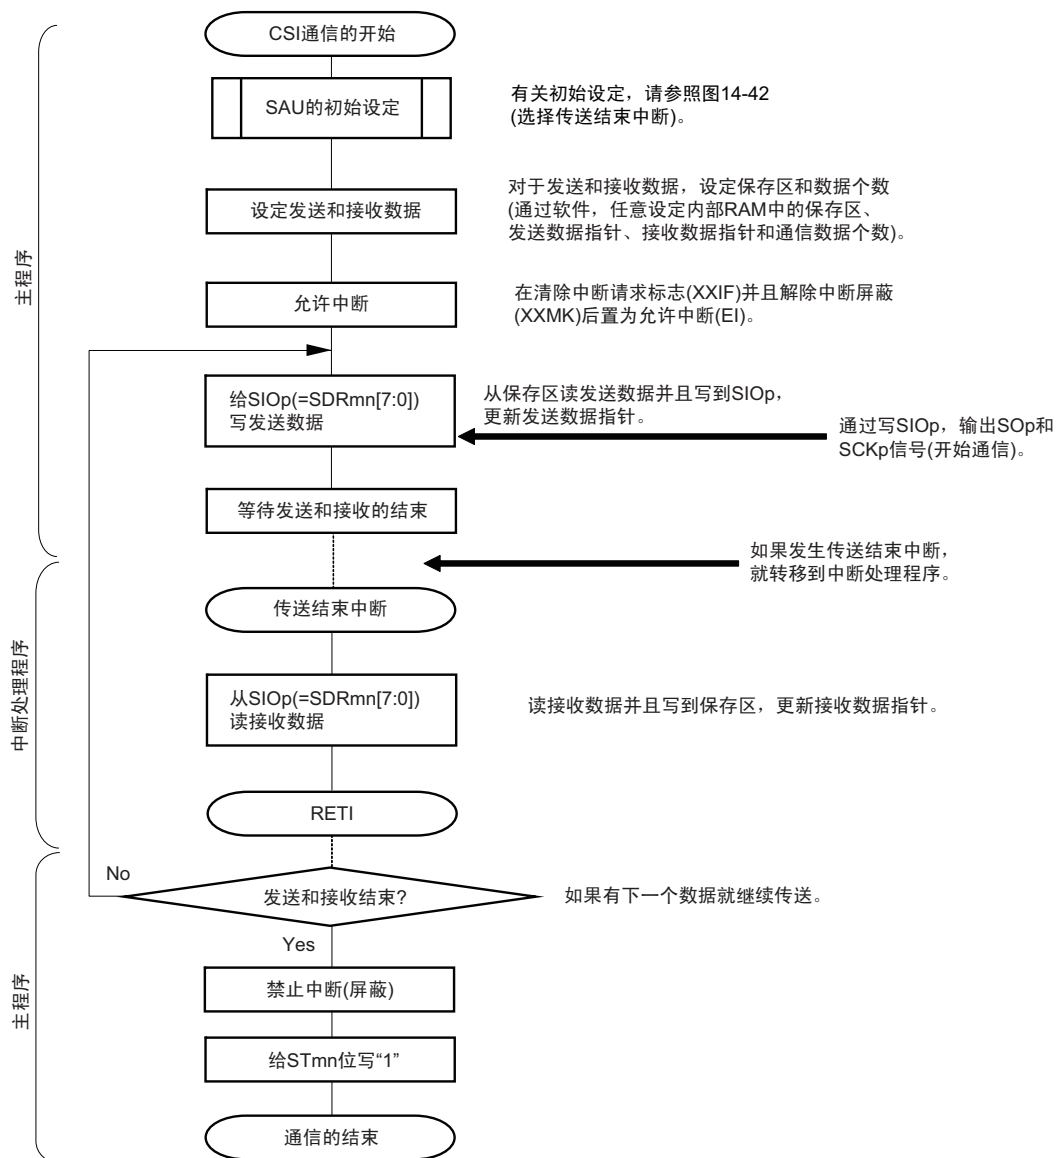 CSI通信的开始
SAU的初始设定
有关初始设定，请参照图14-42
(选择传送结束中断)。
设定发送和接收数据
对于发送和接收数据，设定保存区和数据个数
(通过软件，任意设定内部RAM中的保存区、
发送数据指针、接收数据指针和通信数据个数)。
主程序
允许中断
在清除中断请求标志(XXIF)并且解除中断屏蔽
(XXMK)后置为允许中断(EI)。
给SIOp(=SDRmn[7:0])
写发送数据
从保存区读发送数据并且写到SIOp，
更新发送数据指针。
通过写SIOp，输出SOp和
SCKp信号(开始通信)。
等待发送和接收的结束
如果发生传送结束中断，
就转移到中断处理程序。
传送结束中断
中断处理程序
从SIOp(=SDRmn[7:0])
读接收数据
读接收数据并且写到保存区，更新接收数据指针。
RETI
No
发送和接收结束?
如果有下一个数据就继续传送。
Yes
主程序
禁止中断(屏蔽)
给STmn位写“1”
通信的结束